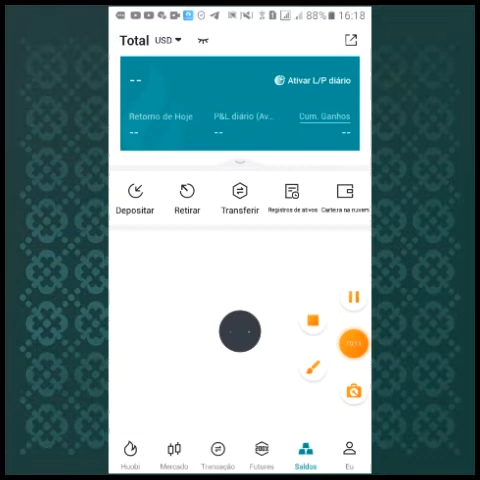 88% 16:18
Total USD
-- Ativar L/P diário
Retorno de Hoje P&L diário (Av... Cum. Ganhos
-- -- --
Depositar Retirar Transferir Registros de ativos Carteira na nuvem
Huobi Mercado Transação Futures Saldos Eu